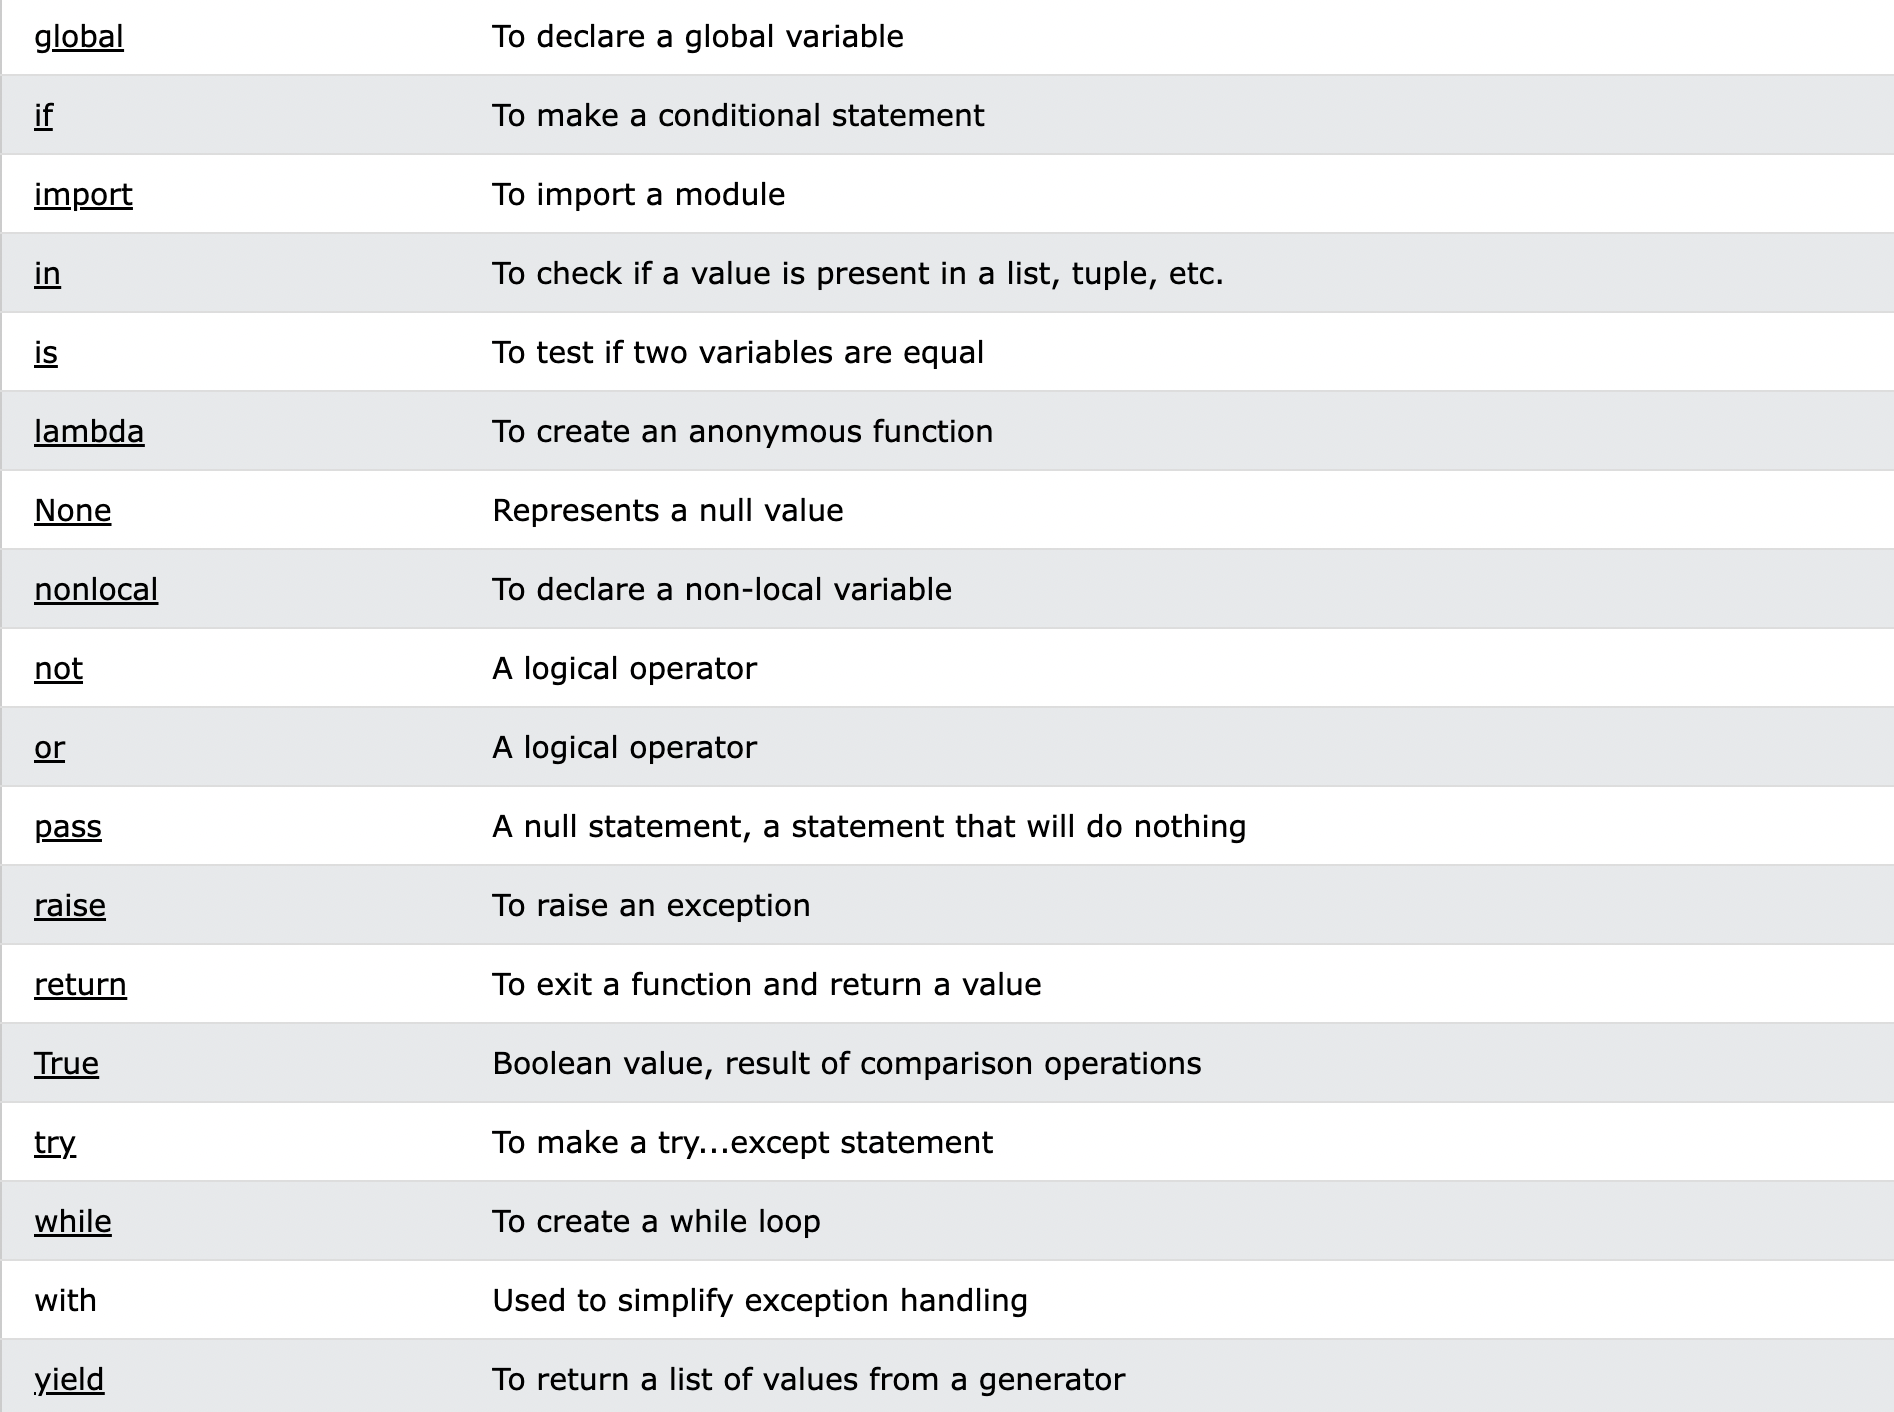 global To declare a global variable
if To make a conditional statement
import To import a module
in To check if a value is present in a list, tuple, etc.
is To test if two variables are equal
lambda To create an anonymous function
None Represents a null value
nonlocal To declare a non-local variable
not A logical operator
or A logical operator
pass A null statement, a statement that will do nothing
raise To raise an exception
return To exit a function and return a value
True Boolean value, result of comparison operations
try To make a try...except statement
while To create a while loop
with Used to simplify exception handling
yield To return a list of values from a generator